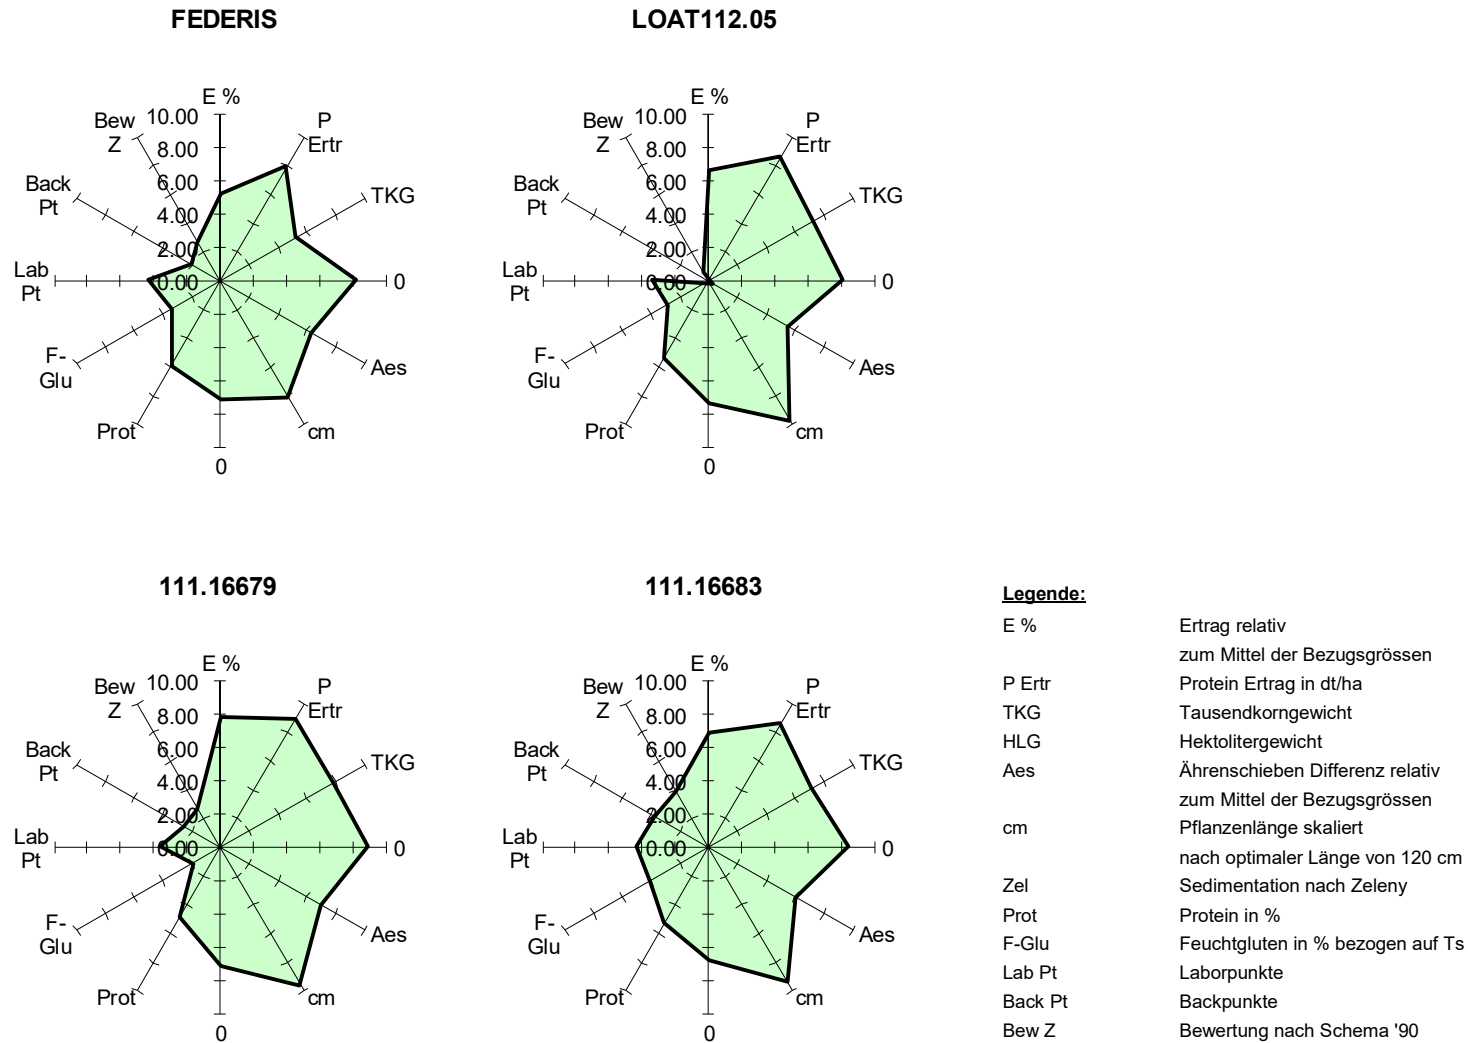 FEDERIS
E %
10.00
8.00
6.00
4.00
2.00
0.00
P
Ertr
TKG
0
Aes
cm
0
Prot
F-
Glu
Lab
Pt
Back
Pt
Bew
Z
LOAT112.05
E %
10.00
8.00
6.00
4.00
2.00
0.00
P
Ertr
TKG
0
Aes
cm
0
Prot
F-
Glu
Lab
Pt
Back
Pt
Bew
Z
111.16679
E %
10.00
8.00
6.00
4.00
2.00
0.00
P
Ertr
TKG
0
Aes
cm
0
Prot
F-
Glu
Lab
Pt
Back
Pt
Bew
Z
111.16683
E %
10.00
8.00
6.00
4.00
2.00
0.00
P
Ertr
TKG
0
Aes
cm
0
Prot
F-
Glu
Lab
Pt
Back
Pt
Bew
Z
Legende:
E % Ertrag relativ
zum Mittel der Bezugsgrössen
P Ertr Protein Ertrag in dt/ha
TKG Tausendkorngewicht
HLG Hektolitergewicht
Aes Ährenschieben Differenz relativ
zum Mittel der Bezugsgrössen
cm Pflanzenlänge skaliert
nach optimaler Länge von 120 cm
Zel Sedimentation nach Zeleny
Prot Protein in %
F-Glu Feuchtgluten in % bezogen auf Ts
Lab Pt Laborpunkte
Back Pt Backpunkte
Bew Z Bewertung nach Schema '90